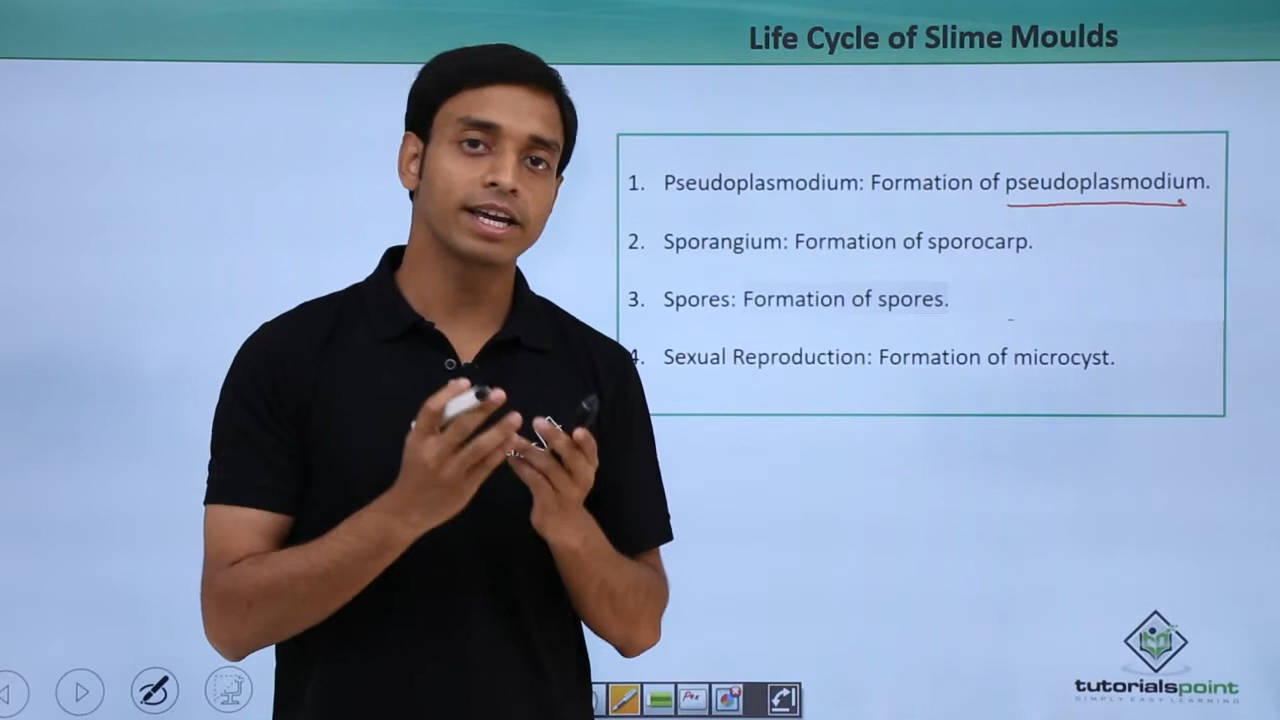 Life Cycle of Slime Moulds
1. Pseudoplasmodium: Formation of pseudoplasmodium.
2. Sporangium: Formation of sporocarp.
3. Spores: Formation of spores.
4. Sexual Reproduction: Formation of microcyst.
tutorialspoint
SIMPLY EASY LEARNING